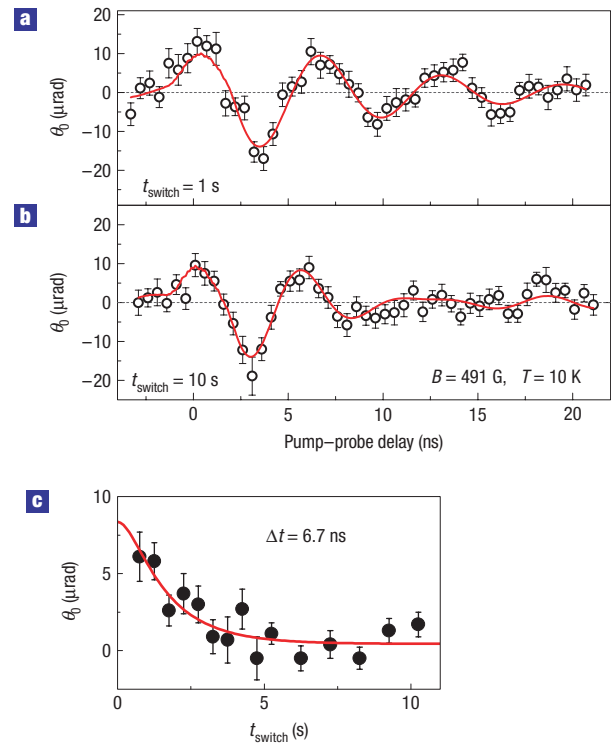 a
20
10
0
−10
−20
θ0 (μrad)
tswitch = 1 s
b
20
10
0
−10
−20
θ0 (μrad)
tswitch = 10 s
B = 491 G, T = 10 K
0 5 10 15 20
Pump–probe delay (ns)
c
10
5
0
θ0 (μrad)
Δt = 6.7 ns
0 5 10
tswitch (s)